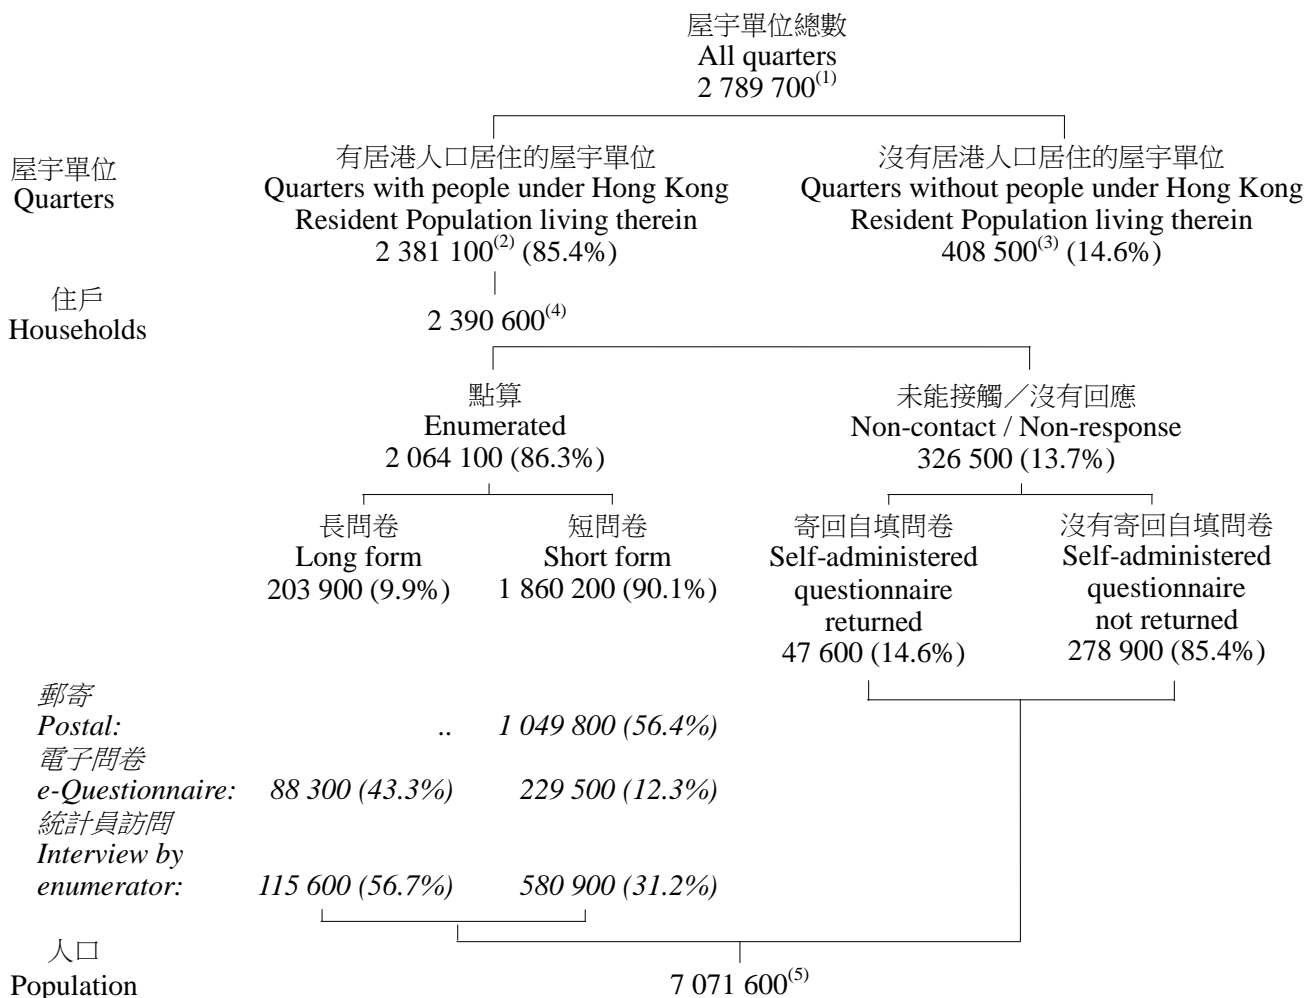 屋宇單位總數
All quarters
2 789 700(1)
屋宇單位
Quarters
有居港人口居住的屋宇單位
Quarters with people under Hong Kong
Resident Population living therein
2 381 100(2) (85.4%)
沒有居港人口居住的屋宇單位
Quarters without people under Hong Kong
Resident Population living therein
408 500(3) (14.6%)
住戶
Households
2 390 600(4)
點算
Enumerated
2 064 100 (86.3%)
未能接觸／沒有回應
Non-contact / Non-response
326 500 (13.7%)
長問卷
Long form
203 900 (9.9%)
短問卷
Short form
1 860 200 (90.1%)
寄回自填問卷
Self-administered
questionnaire
returned
47 600 (14.6%)
沒有寄回自填問卷
Self-administered
questionnaire
not returned
278 900 (85.4%)
郵寄
Postal: .. 1 049 800 (56.4%)
電子問卷
e-Questionnaire: 88 300 (43.3%) 229 500 (12.3%)
統計員訪問
Interview by
enumerator: 115 600 (56.7%) 580 900 (31.2%)
人口
Population 7 071 600(5)